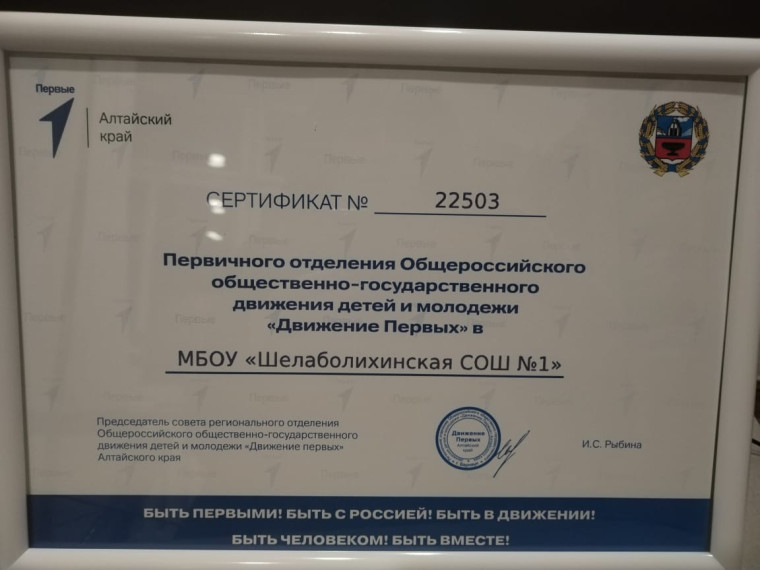 Первые
Алтайский
край
СЕРТИФИКАТ № 22503
Первичного отделения Общероссийского
общественно-государственного
движения детей и молодежи
«Движение Первых» в
МБОУ «Шелаболихинская СОШ №1»
Председатель совета регионального отделения
Общероссийского общественно-государственного
движения детей и молодежи «Движение первых»
Алтайского края
Движение
Первых
Алтайский
край
И.С. Рыбина
БЫТЬ ПЕРВЫМИ! БЫТЬ С РОССИЕЙ! БЫТЬ В ДВИЖЕНИИ!
БЫТЬ ЧЕЛОВЕКОМ! БЫТЬ ВМЕСТЕ!